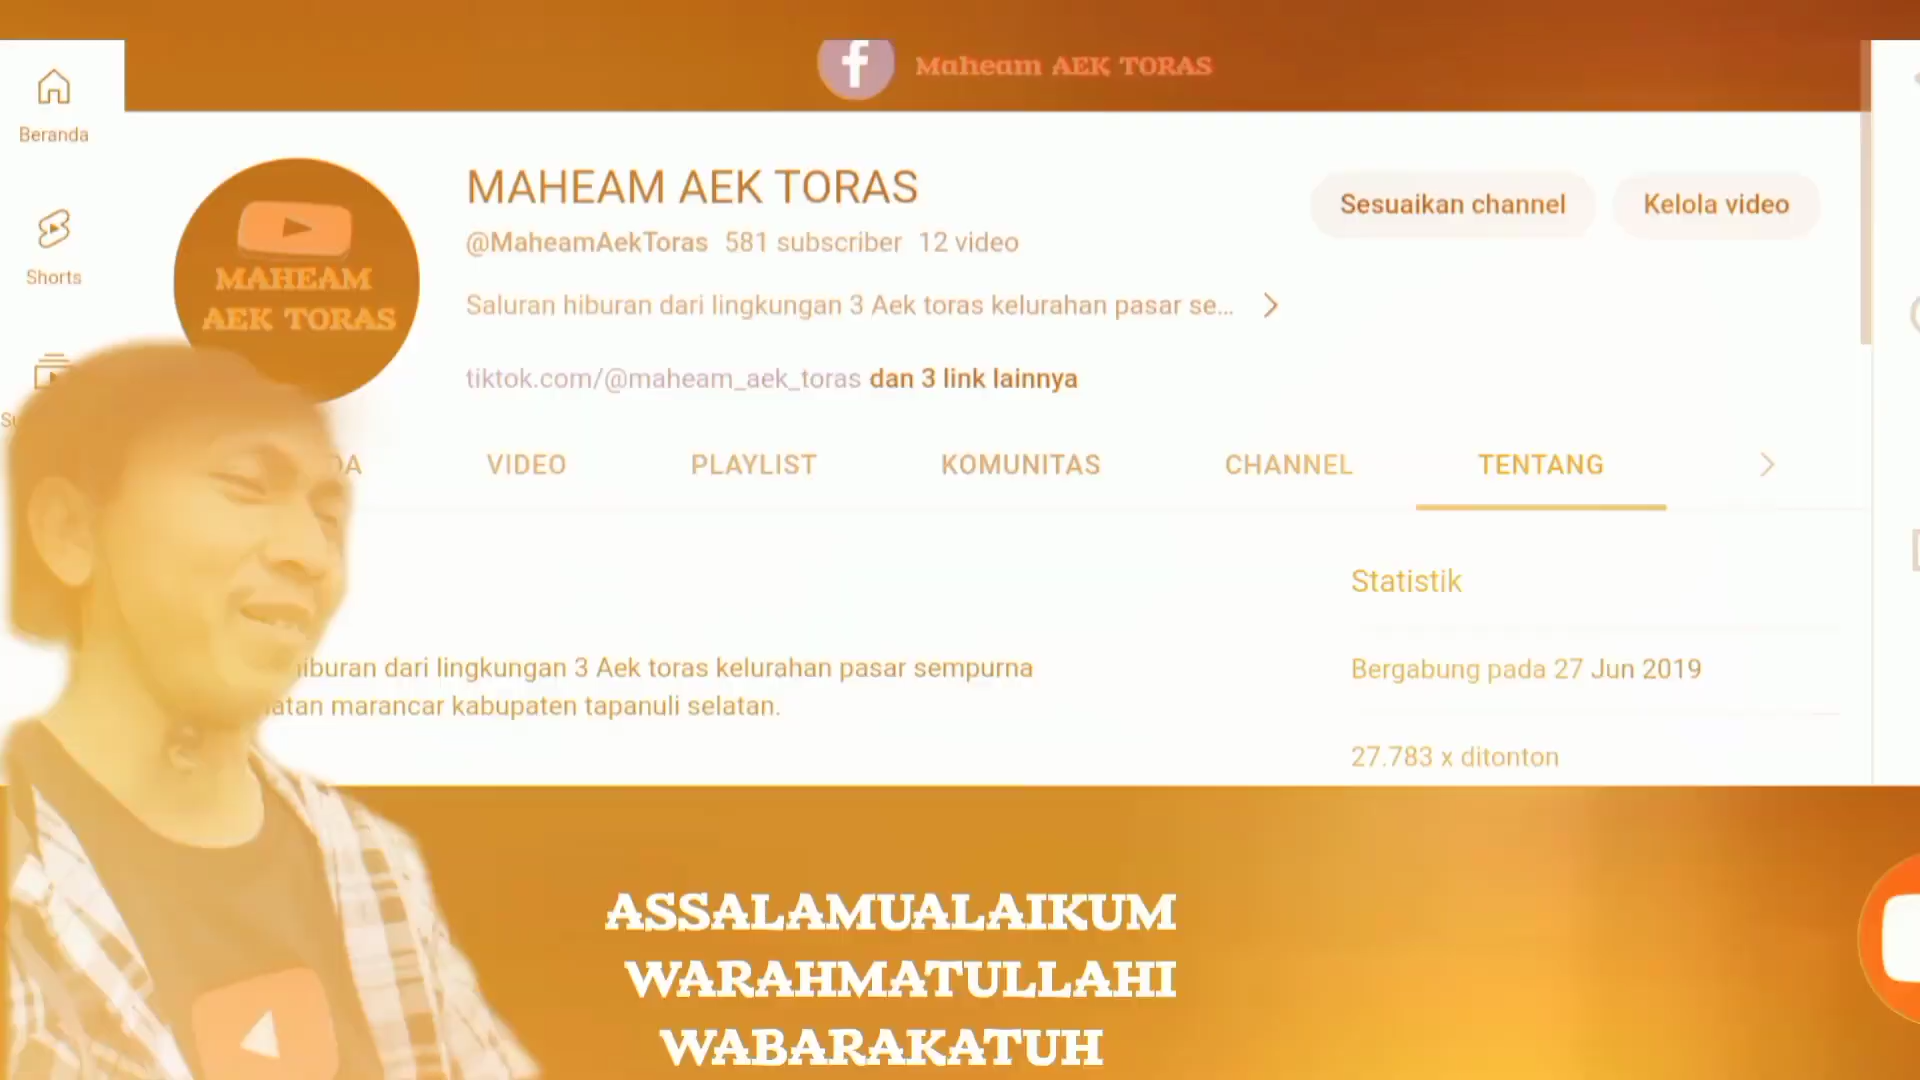 Maheam AEK TORAS
Beranda
MAHEAM AEK TORAS
Sesuaikan channel
Kelola video
@MaheamAekToras 581 subscriber 12 video
Shorts
MAHEAM
AEK TORAS
Saluran hiburan dari lingkungan 3 Aek toras kelurahan pasar se...
tiktok.com/@maheam_aek_toras dan 3 link lainnya
VIDEO
PLAYLIST
KOMUNITAS
CHANNEL
TENTANG
Statistik
dari lingkungan 3 Aek toras kelurahan pasar sempurna
marancar kabupaten tapanuli selatan.
Bergabung pada 27 Jun 2019
27.783 x ditonton
ASSALAMUALAIKUM
WARAHMATULLAHI
WABARAKATUH